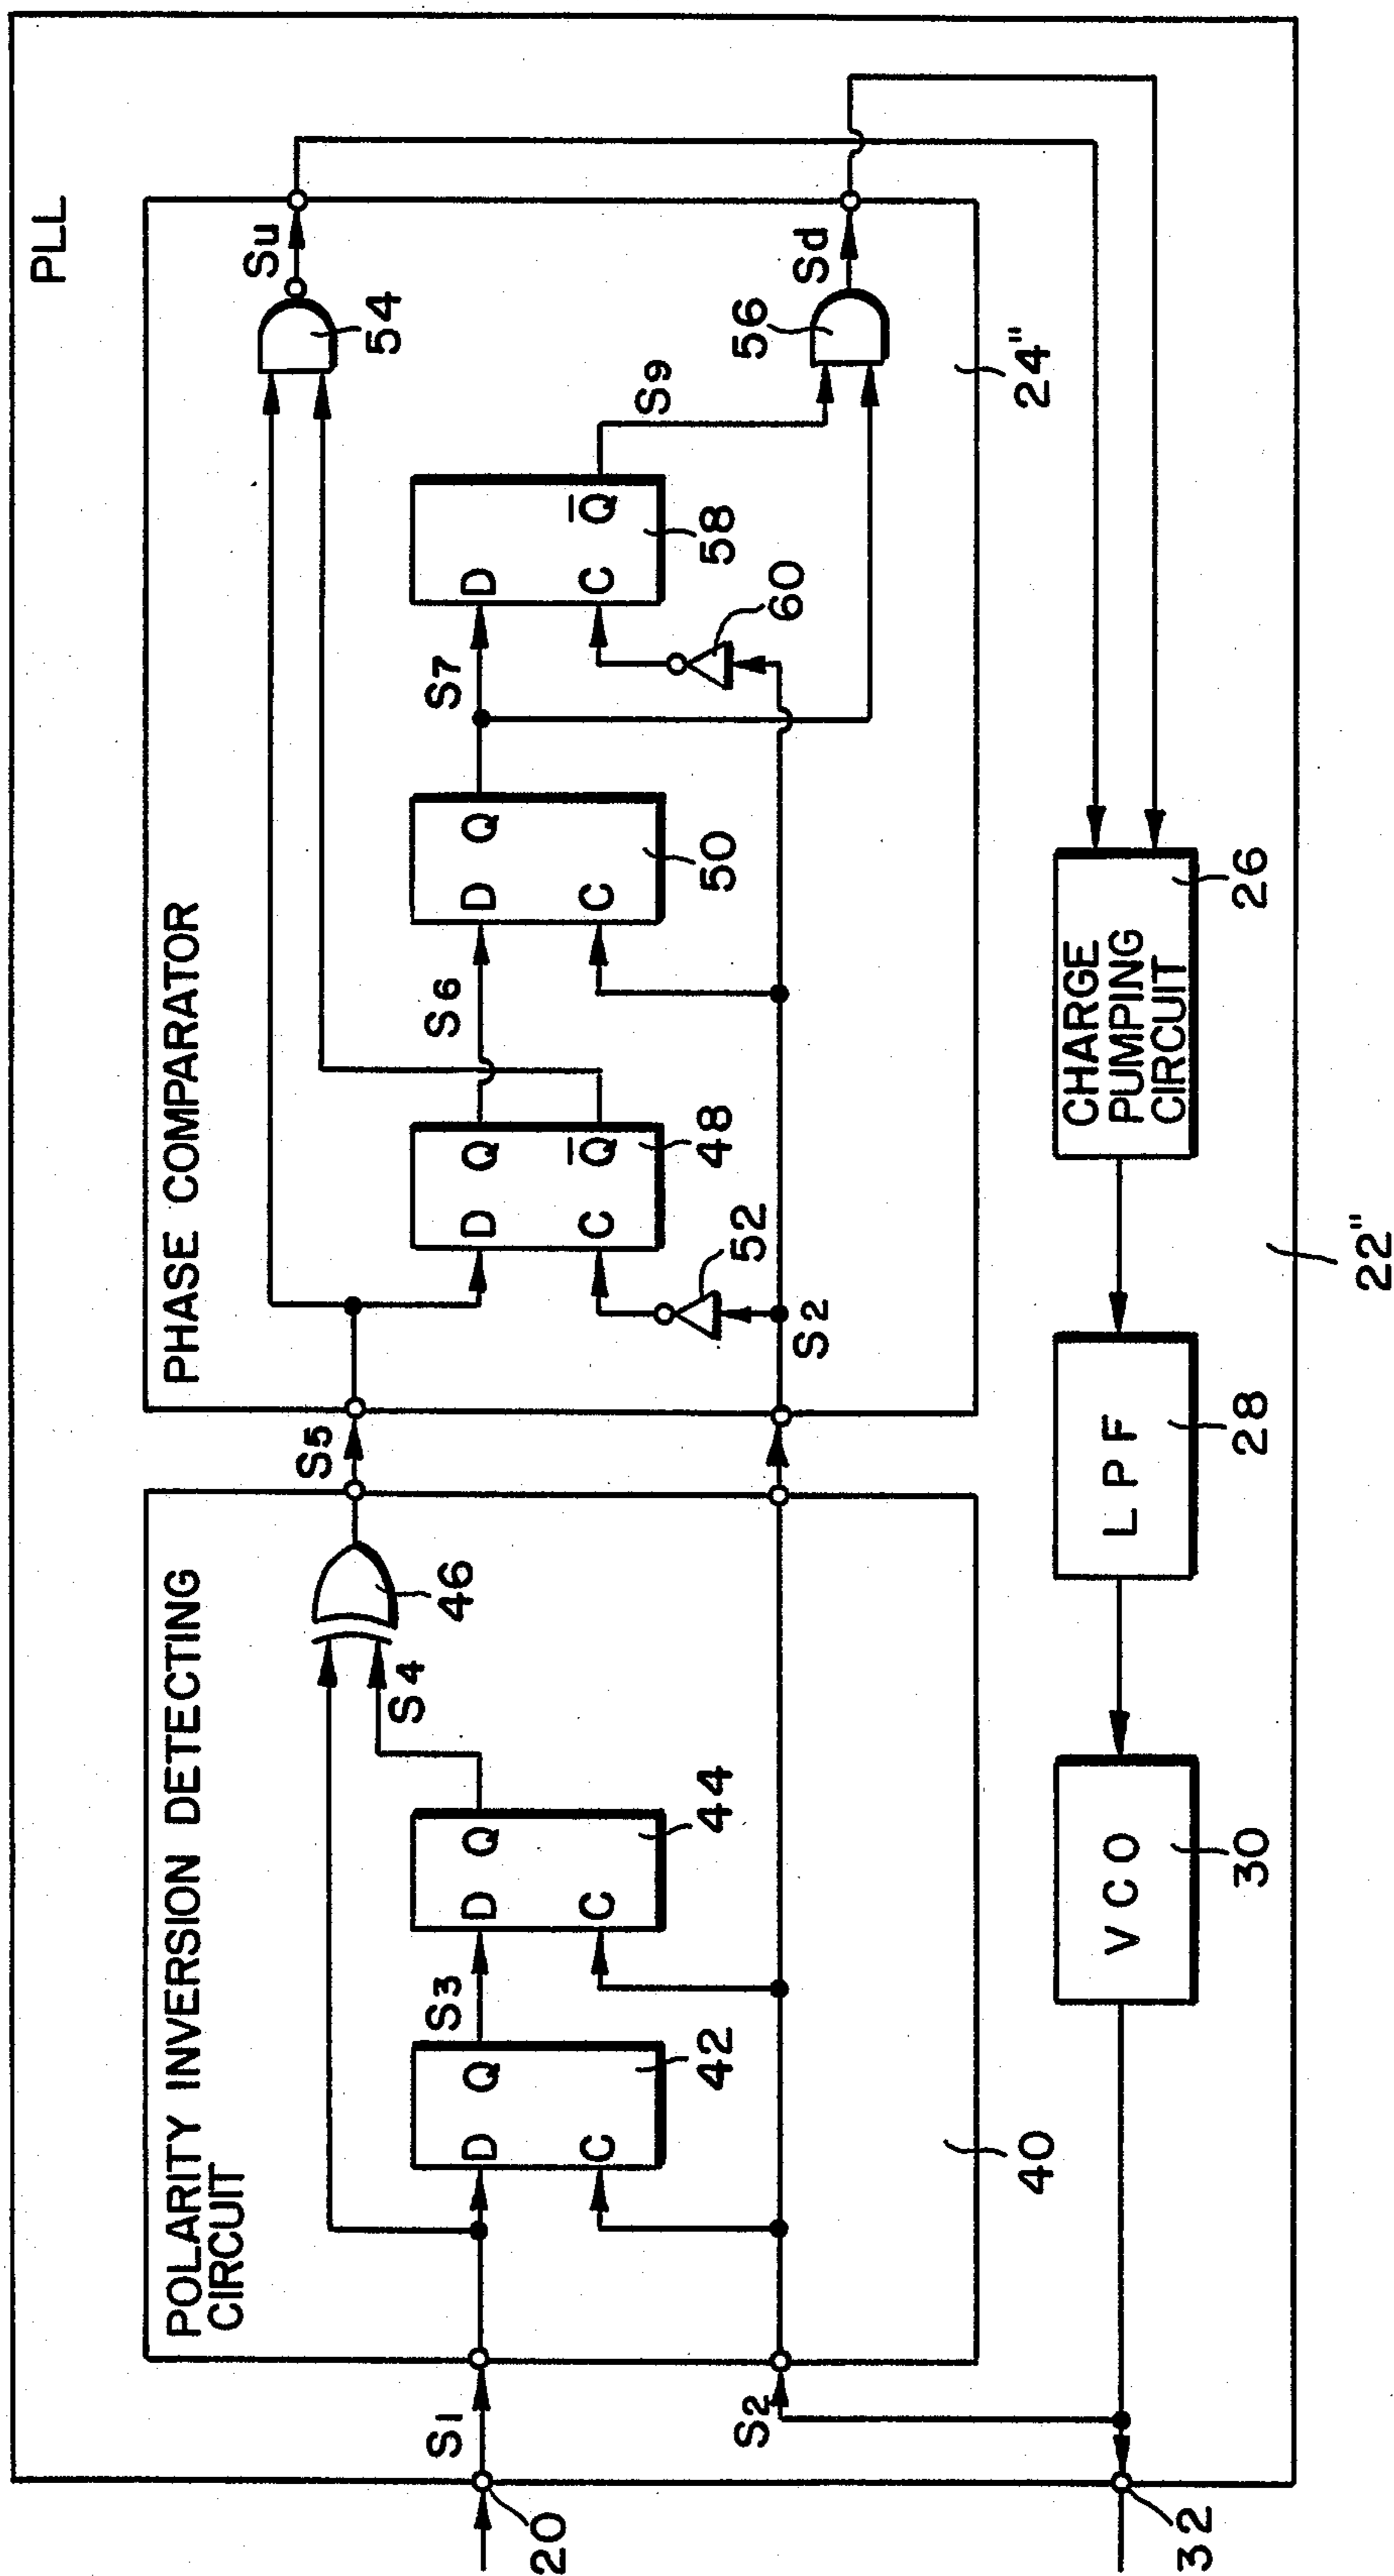 PLL
POLARITY INVERSION DETECTING
CIRCUIT
PHASE COMPARATOR
20
S1
S2
32
D
Q
C
42
S3
D
Q
C
44
S4
46
40
S5
S2
52
D
Q
C
Q̅
48
S6
D
Q
C
50
S7
60
D
C
Q̅
58
S9
54
Su
56
Sd
24"
VCO
30
LPF
28
CHARGE
PUMPING
CIRCUIT
26
22"